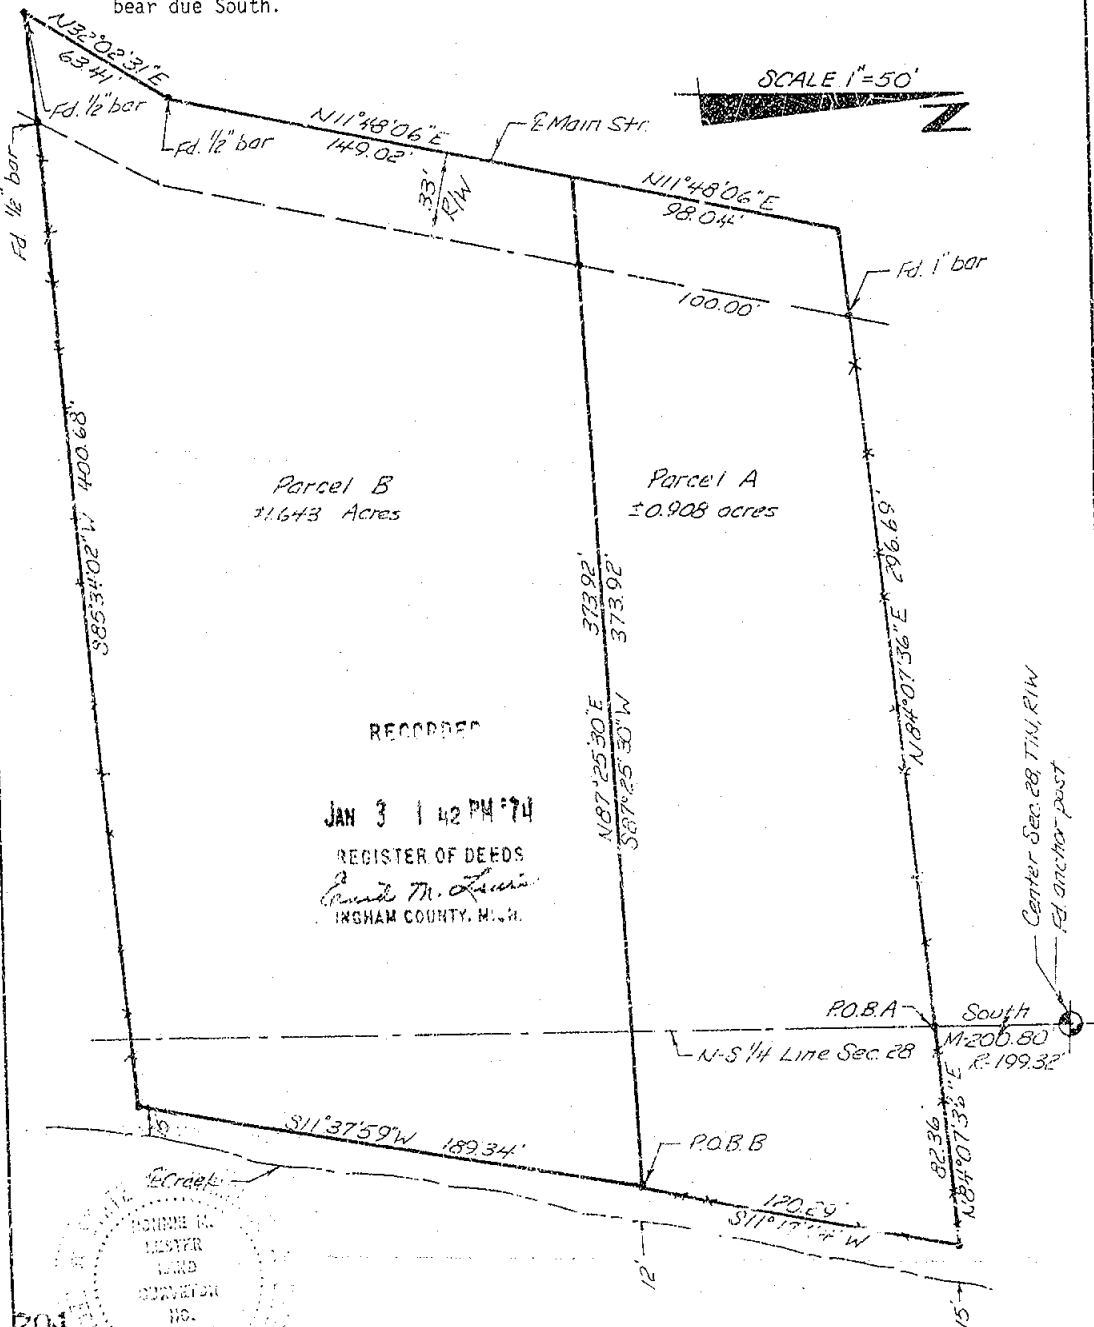 bear due South.
N32°02'31"E
63.41'
Fd. 1/2" bar
Fd. 1/2" bar
Fd. 1/2" bar
N11°48'06"E
149.02'
℄ Main Str.
33'
R/W
SCALE 1"=50'
N
N11°48'06"E
98.04'
Fd. 1" bar
100.00'
S85°34'02"W 400.68'
Parcel B
±1.643 Acres
Parcel A
±0.908 acres
373.92'
373.92'
N87°25'30"E
S87°25'30"W
N84°07'36"E 296.69'
RECORDED
JAN 3 1 42 PM '74
REGISTER OF DEEDS
INGHAM COUNTY, MICH.
Center Sec. 28, T1N, R1W
Fd. anchor post
P.O.B. A
South
M-200.80'
R-199.32'
N-S 1/4 Line Sec. 28
82.36'
N84°07'36"E
S11°37'59"W 189.34'
P.O.B. B
120.29'
℄ Creek
15'
12'
15'
LESTER
LAND
SURVEYOR
NO.